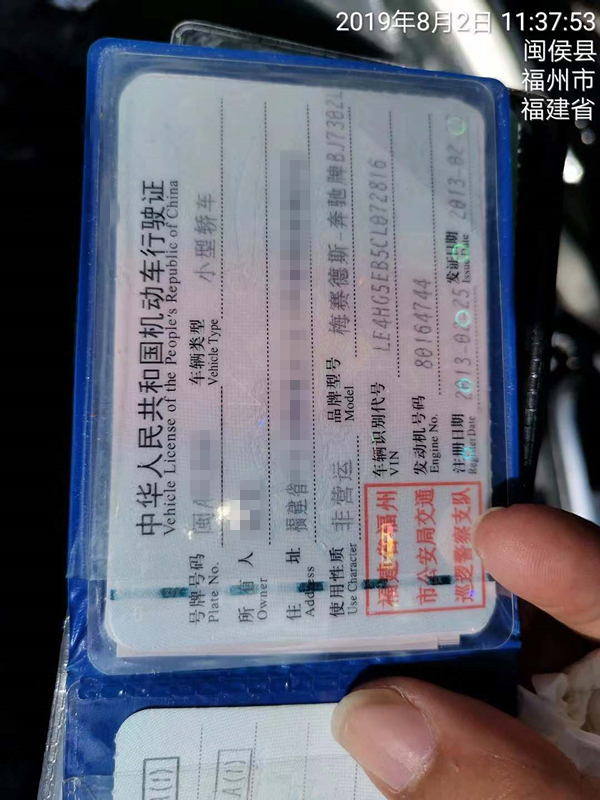 2019年8月2日 11:37:53
闽侯县
福州市
福建省
中华人民共和国机动车行驶证
Vehicle License of the People's Republic of China
号牌号码 闽A
Plate No.
车辆类型 小型轿车
Vehicle Type
所有人
Owner
住址 福建省
Address
使用性质 非营运
Use Character
品牌型号 梅赛德斯-奔驰牌BJ7302L
Model
车辆识别代号 LE4HG5EB5CL072816
VIN
发动机号码 80164744
Engine No.
注册日期 25
Register Date
发证日期 2013-02
Issue Date
福建省福州
市公安局交通
巡逻警察支队
A(1)
A(1)